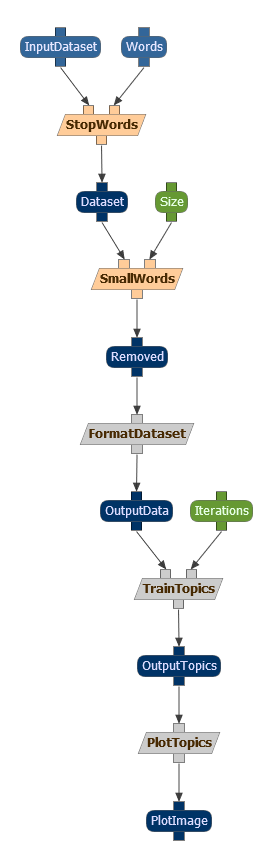 InputDataset
Words
StopWords
Dataset
Size
SmallWords
Removed
FormatDataset
OutputData
Iterations
TrainTopics
OutputTopics
PlotTopics
PlotImage